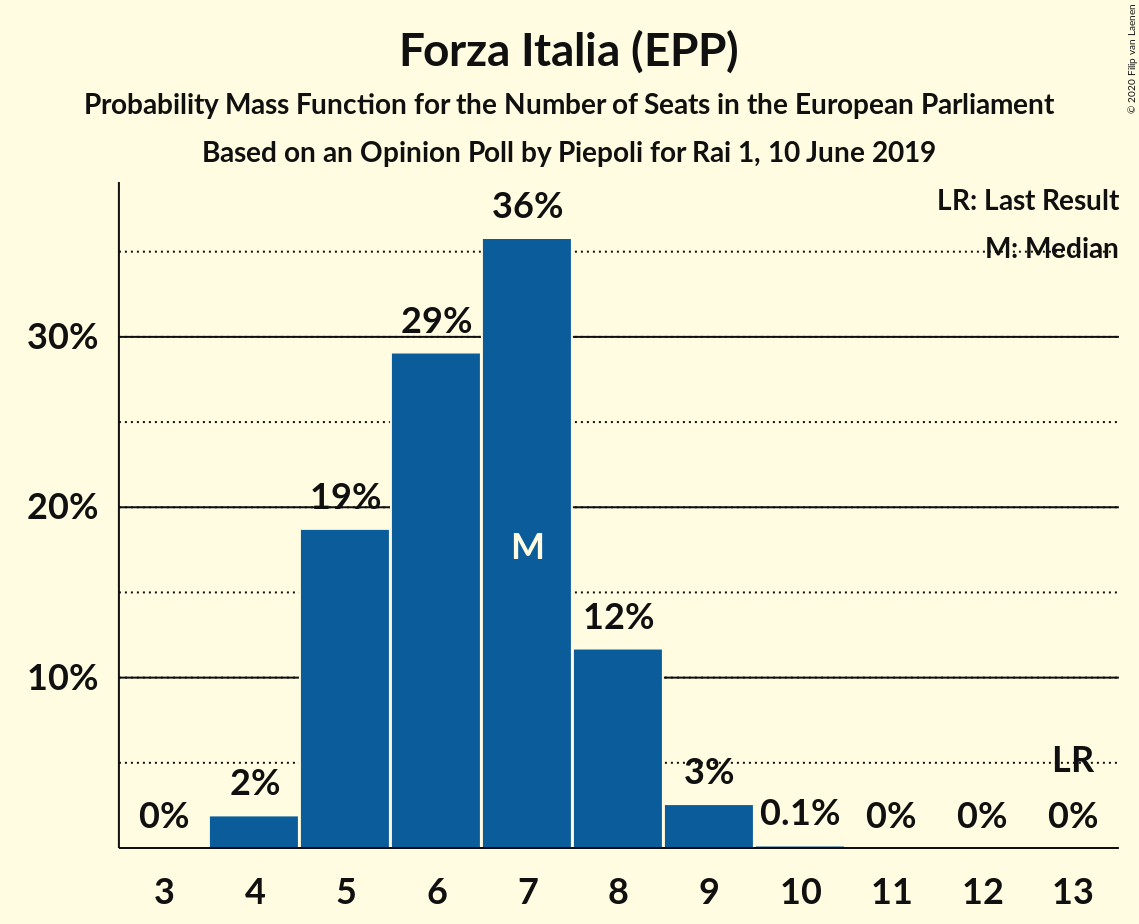 Forza Italia (EPP)
Probability Mass Function for the Number of Seats in the European Parliament
Based on an Opinion Poll by Piepoli for Rai 1, 10 June 2019
© 2020 Filip van Laenen
LR: Last Result
M: Median
30%
20%
10%
0%
2%
19%
29%
36%
M
12%
3%
0.1%
0%
0%
LR
0%
3 4 5 6 7 8 9 10 11 12 13